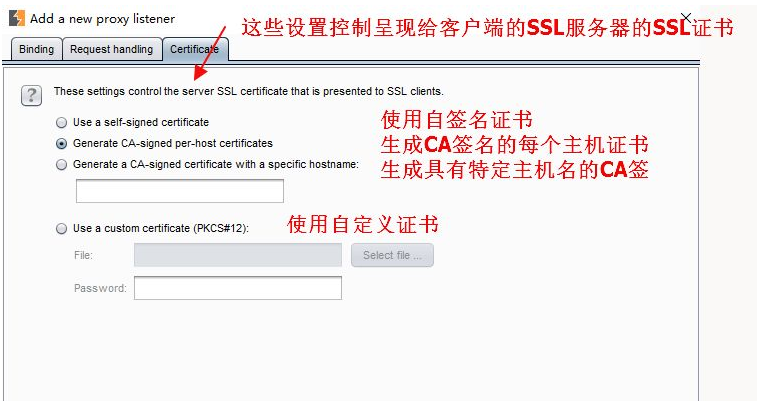 Add a new proxy listener
这些设置控制呈现给客户端的SSL服务器的SSL证书
Binding Request handling Certificate
? These settings control the server SSL certificate that is presented to SSL clients.
Use a self-signed certificate 使用自签名证书
Generate CA-signed per-host certificates 生成CA签名的每个主机证书
Generate a CA-signed certificate with a specific hostname: 生成具有特定主机名的CA签
Use a custom certificate (PKCS#12): 使用自定义证书
File: Select file ...
Password: